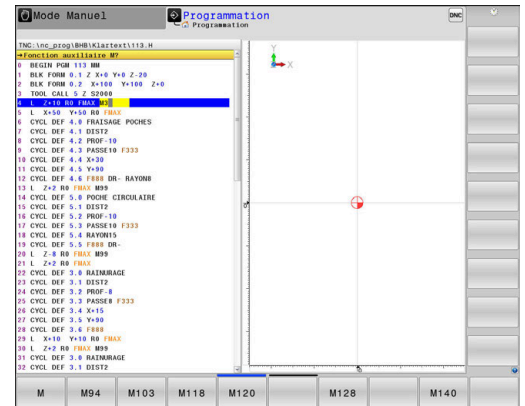 Mode Manuel
Programmation
Programmation
DNC
TNC:\nc_prog\BHB\Klartext\113.H
→Fonction auxiliaire M?
0 BEGIN PGM 113 MM
1 BLK FORM 0.1 Z X+0 Y+0 Z-20
2 BLK FORM 0.2 X+100 Y+100 Z+0
3 TOOL CALL 5 Z S2000
4 L Z+10 R0 FMAX M3
5 L X+50 Y+50 R0 FMAX
6 CYCL DEF 4.0 FRAISAGE POCHES
7 CYCL DEF 4.1 DIST2
8 CYCL DEF 4.2 PROF-10
9 CYCL DEF 4.3 PASSE10 F333
10 CYCL DEF 4.4 X+30
11 CYCL DEF 4.5 Y+90
12 CYCL DEF 4.6 F888 DR- RAYON8
13 L Z+2 R0 FMAX M99
14 CYCL DEF 5.0 POCHE CIRCULAIRE
15 CYCL DEF 5.1 DIST2
16 CYCL DEF 5.2 PROF-10
17 CYCL DEF 5.3 PASSE10 F333
18 CYCL DEF 5.4 RAYON15
19 CYCL DEF 5.5 F888 DR-
20 L Z-8 R0 FMAX M99
21 L Z+2 R0 FMAX
22 CYCL DEF 3.0 RAINURAGE
23 CYCL DEF 3.1 DIST2
24 CYCL DEF 3.2 PROF-8
25 CYCL DEF 3.3 PASSE8 F333
26 CYCL DEF 3.4 X+15
27 CYCL DEF 3.5 Y+90
28 CYCL DEF 3.6 F888
29 L X+10 Y+10 R0 FMAX
30 L Z+2 R0 FMAX M99
31 CYCL DEF 3.0 RAINURAGE
32 CYCL DEF 3.1 DIST2
Y
X
M M94 M103 M118 M120 M128 M140